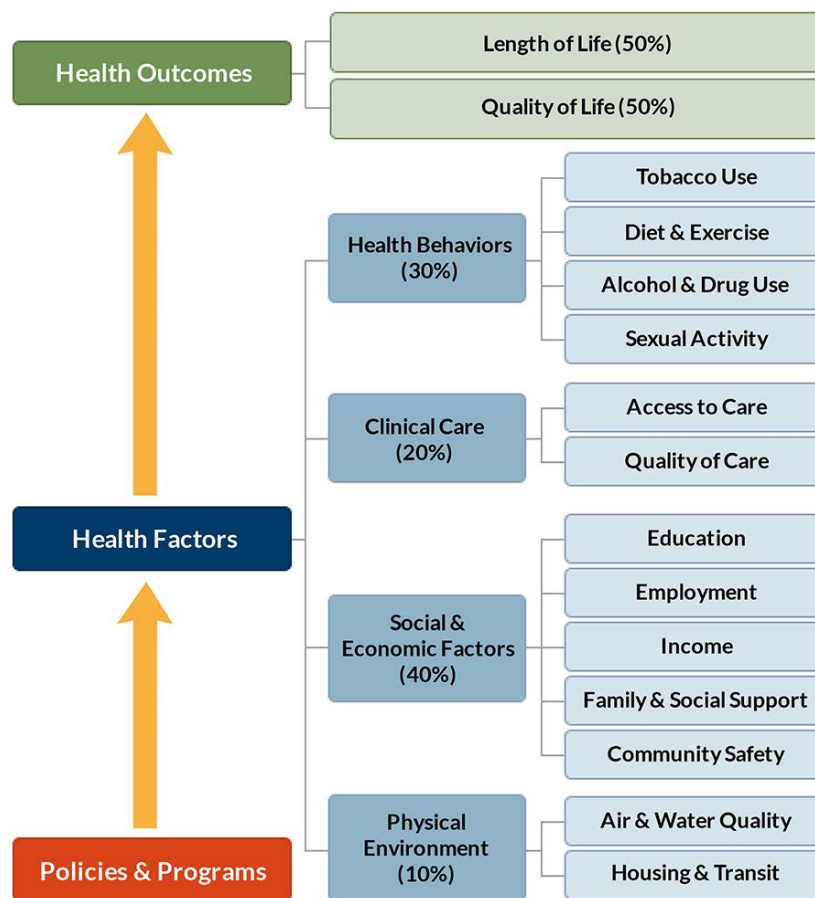 Health Outcomes
Length of Life (50%)
Quality of Life (50%)
Health Factors
Health Behaviors
(30%)
Tobacco Use
Diet & Exercise
Alcohol & Drug Use
Sexual Activity
Clinical Care
(20%)
Access to Care
Quality of Care
Social &
Economic Factors
(40%)
Education
Employment
Income
Family & Social Support
Community Safety
Physical
Environment
(10%)
Air & Water Quality
Housing & Transit
Policies & Programs